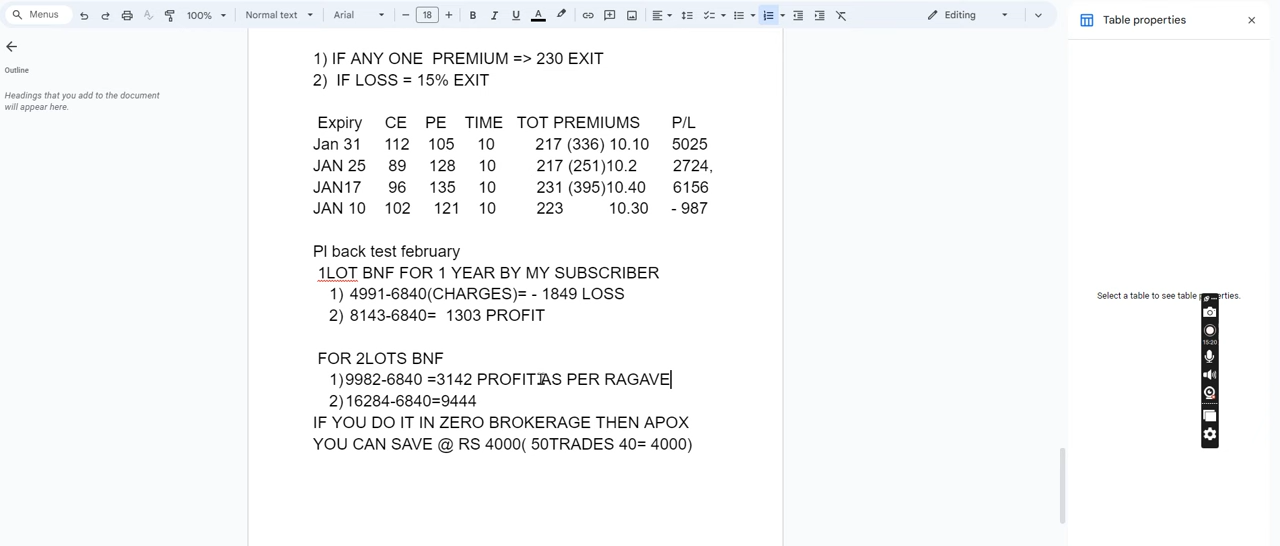 Menus 100% Normal text Arial 18 B I U A Editing
Table properties
Outline
Headings that you add to the document
will appear here.
1) IF ANY ONE PREMIUM => 230 EXIT
2) IF LOSS = 15% EXIT
Expiry CE PE TIME TOT PREMIUMS P/L
Jan 31 112 105 10 217 (336) 10.10 5025
JAN 25 89 128 10 217 (251)10.2 2724,
JAN17 96 135 10 231 (395)10.40 6156
JAN 10 102 121 10 223 10.30 - 987
PI back test february
1LOT BNF FOR 1 YEAR BY MY SUBSCRIBER
1) 4991-6840(CHARGES)= - 1849 LOSS
2) 8143-6840= 1303 PROFIT
FOR 2LOTS BNF
1)9982-6840 =3142 PROFIT AS PER RAGAVE
2)16284-6840=9444
IF YOU DO IT IN ZERO BROKERAGE THEN APOX
YOU CAN SAVE @ RS 4000( 50TRADES 40= 4000)
Select a table to see table properties.
15:20